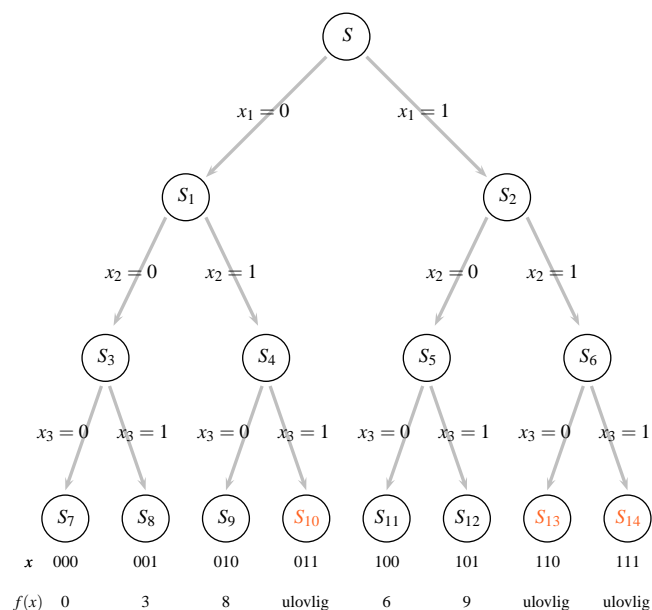 S
x₁ = 0 x₁ = 1
S₁ S₂
x₂ = 0 x₂ = 1 x₂ = 0 x₂ = 1
S₃ S₄ S₅ S₆
x₃ = 0 x₃ = 1 x₃ = 0 x₃ = 1 x₃ = 0 x₃ = 1 x₃ = 0 x₃ = 1
S₇ S₈ S₉ S₁₀ S₁₁ S₁₂ S₁₃ S₁₄
x 000 001 010 011 100 101 110 111
f(x) 0 3 8 ulovlig 6 9 ulovlig ulovlig